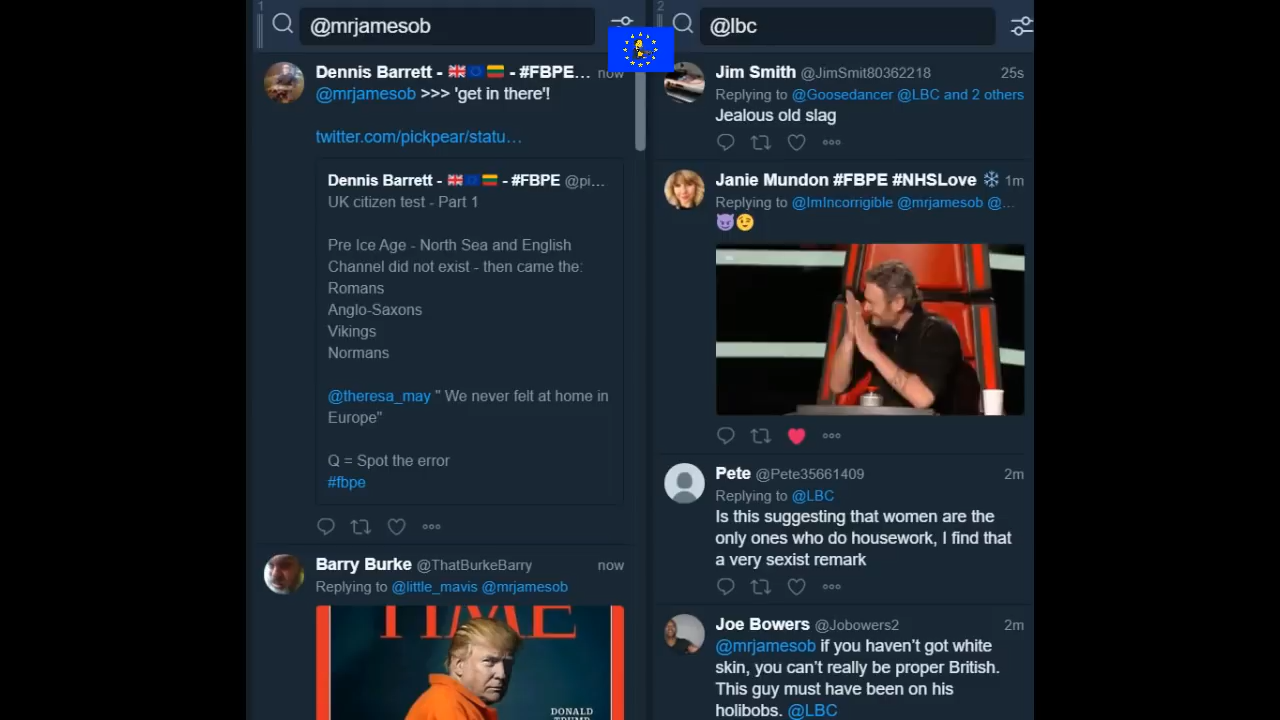 1
@mrjamesob
Dennis Barrett - 🇬🇧🇪🇺🇱🇹 - #FBPE… now
@mrjamesob >>> 'get in there'!
twitter.com/pickpear/statu…
Dennis Barrett - 🇬🇧🇪🇺🇱🇹 - #FBPE @pi…
UK citizen test - Part 1
Pre Ice Age - North Sea and English
Channel did not exist - then came the:
Romans
Anglo-Saxons
Vikings
Normans
@theresa_may " We never felt at home in
Europe"
Q = Spot the error
#fbpe
Barry Burke @ThatBurkeBarry now
Replying to @little_mavis @mrjamesob
TIME
DONALD
TRUMP
2
@lbc
Jim Smith @JimSmit80362218 25s
Replying to @Goosedancer @LBC and 2 others
Jealous old slag
Janie Mundon #FBPE #NHSLove ❄ 1m
Replying to @ImIncorrigible @mrjamesob @…
😈😉
Pete @Pete35661409 2m
Replying to @LBC
Is this suggesting that women are the
only ones who do housework, I find that
a very sexist remark
Joe Bowers @Jobowers2 2m
@mrjamesob if you haven't got white
skin, you can't really be proper British.
This guy must have been on his
holibobs. @LBC